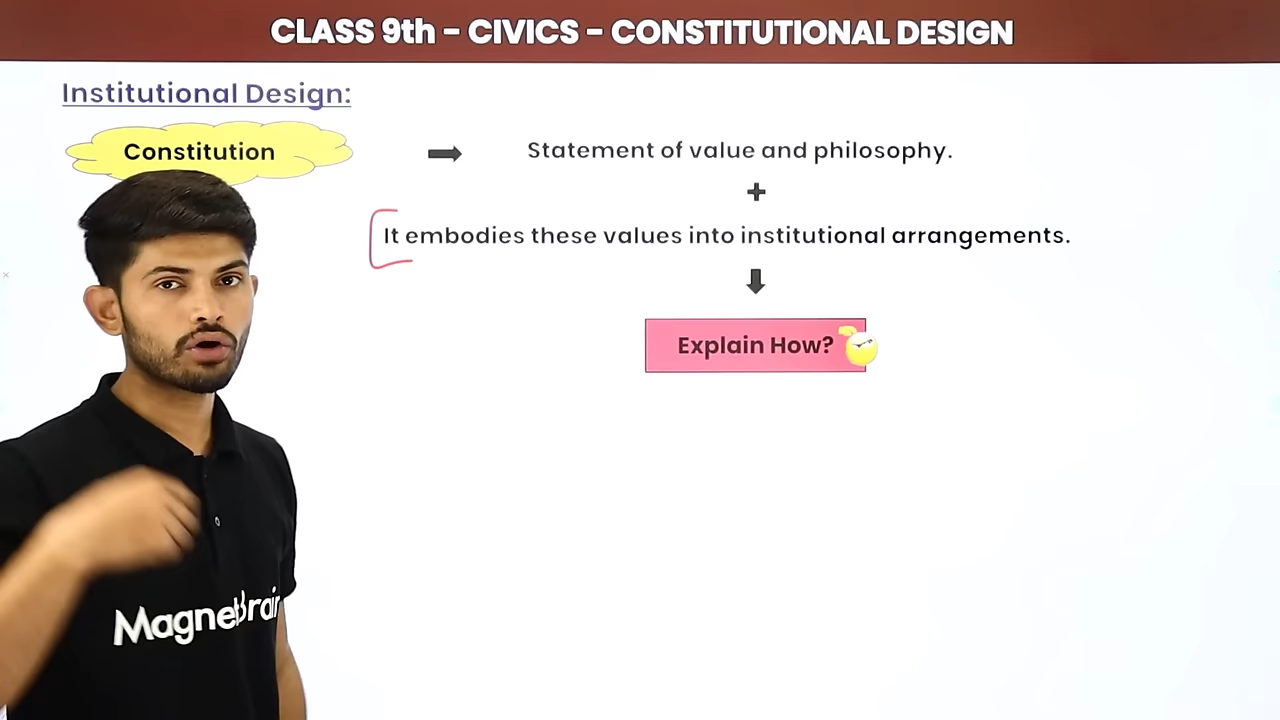 CLASS 9th - CIVICS - CONSTITUTIONAL DESIGN
Institutional Design:
Constitution
Statement of value and philosophy.
+
It embodies these values into institutional arrangements.
Explain How?
MagnetBrain